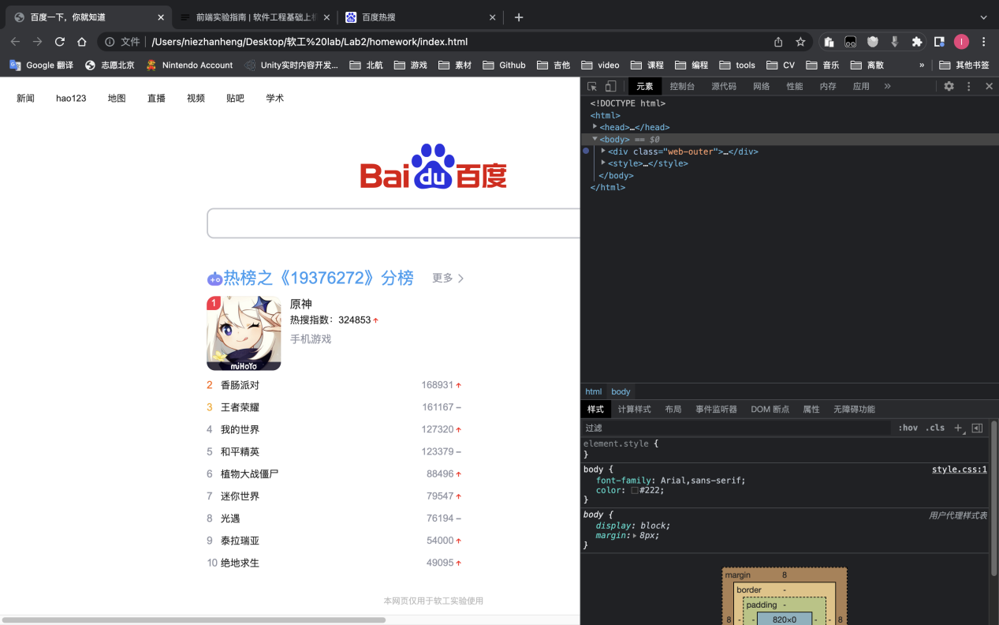 百度一下，你就知道
前端实验指南 | 软件工程基础上机
百度热搜
文件 /Users/niezhanheng/Desktop/软工%20lab/Lab2/homework/index.html
I
Google 翻译 志愿北京 Nintendo Account Unity实时内容开发... 北航 游戏 素材 Github 吉他 video 课程 编程 tools CV 音乐 离散 » 其他书签
新闻 hao123 地图 直播 视频 贴吧 学术
Bai du 百度
热榜之《19376272》分榜 更多
1
原神
热搜指数：324853
手机游戏
miHoYo
2 香肠派对 168931
3 王者荣耀 161167
4 我的世界 127320
5 和平精英 123379
6 植物大战僵尸 88496
7 迷你世界 79547
8 光遇 76194
9 泰拉瑞亚 54000
10 绝地求生 49095
本网页仅用于软工实验使用
元素 控制台 源代码 网络 性能 内存 应用 »
<!DOCTYPE html>
<html>
<head>…</head>
<body> == $0
<div class="web-outer">…</div>
<style>…</style>
</body>
</html>
html body
样式 计算样式 布局 事件监听器 DOM 断点 属性 无障碍功能
过滤 :hov .cls +
element.style {
}
body { style.css:1
font-family: Arial,sans-serif;
color: #222;
}
body { 用户代理样式表
display: block;
margin: 8px;
}
margin 8
border -
padding -
8 - - 820×0 - - 8